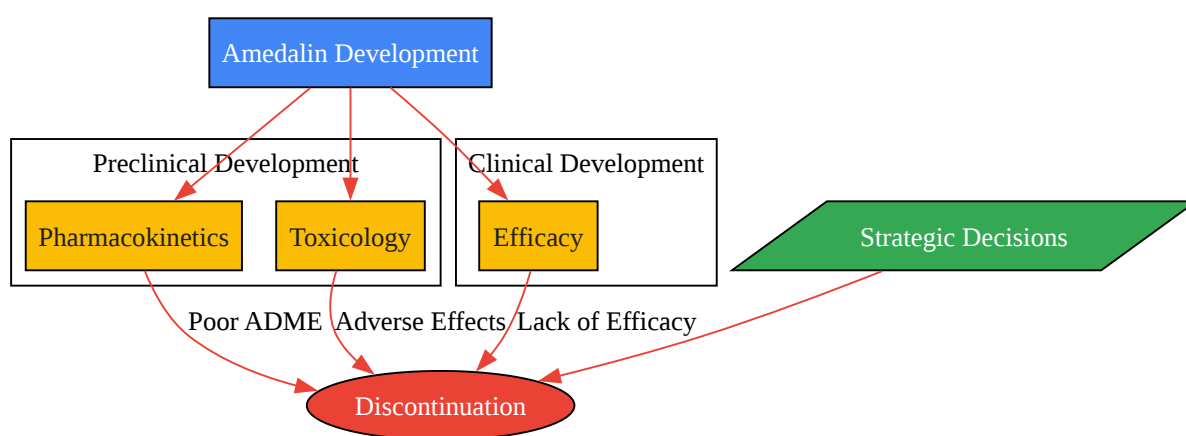 Amedalin Development
Preclinical Development
Clinical Development
Pharmacokinetics
Toxicology
Efficacy
Strategic Decisions
Poor ADME
Adverse Effects
Lack of Efficacy
Discontinuation